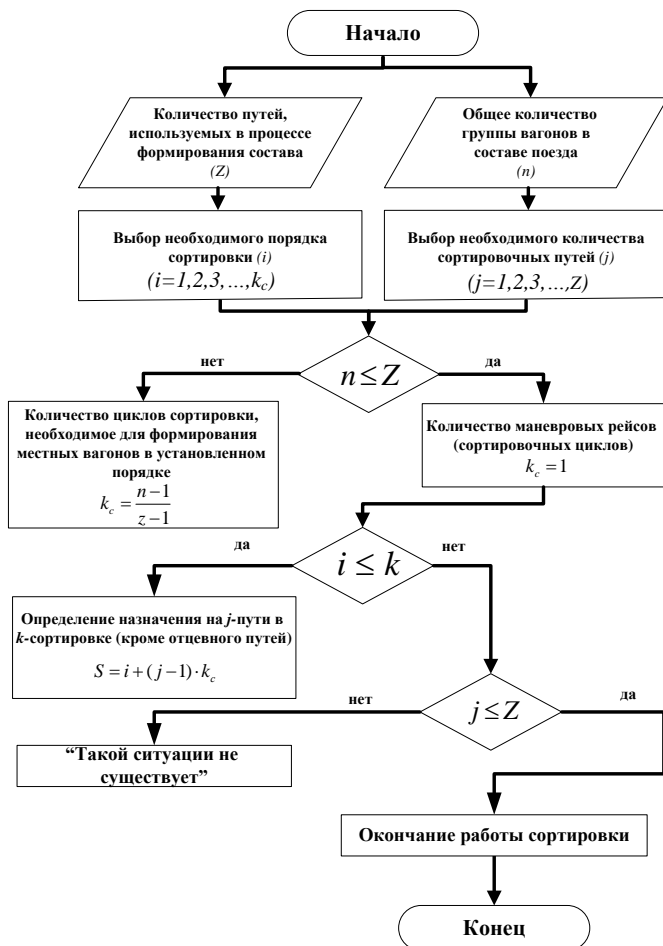 Начало
Количество путей,
используемых в процессе
формирования состава
(Z)
Общее количество
группы вагонов в
составе поезда
(n)
Выбор необходимого порядка
сортировки (i)
(i=1,2,3,...,k_c)
Выбор необходимого количества
сортировочных путей (j)
(j=1,2,3,...,Z)
n ≤ Z
нет
да
Количество циклов сортировки,
необходимое для формирования
местных вагонов в установленном
порядке
k_c = \frac{n-1}{z-1}
Количество маневровых рейсов
(сортировочных циклов)
k_c = 1
i ≤ k
да
нет
Определение назначения на j-пути в
k-сортировке (кроме отцевного путей)
S = i + (j − 1) · k_c
j ≤ Z
нет
да
“Такой ситуации не
существует”
Окончание работы сортировки
Конец